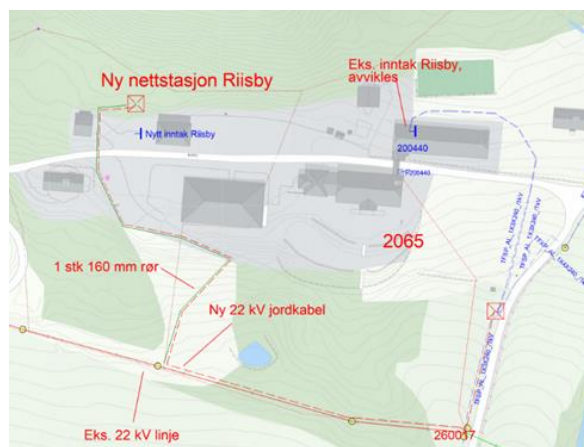 Eks. inntak Riisby,
avvikles
Ny nettstasjon Riisby
Nytt inntak Riisby
200440
2065
1 stk 160 mm rør
Ny 22 kV jordkabel
Eks. 22 kV linje
260017